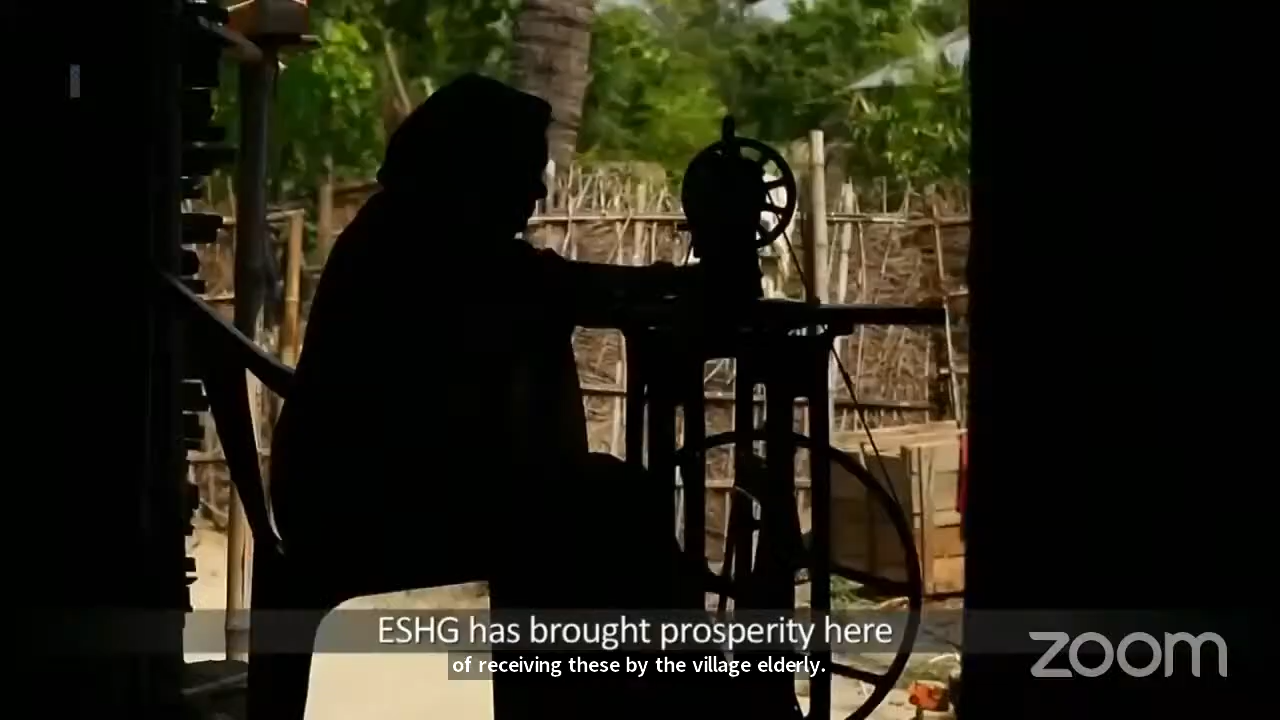 ESHG has brought prosperity here
of receiving these by the village elderly.
zoom